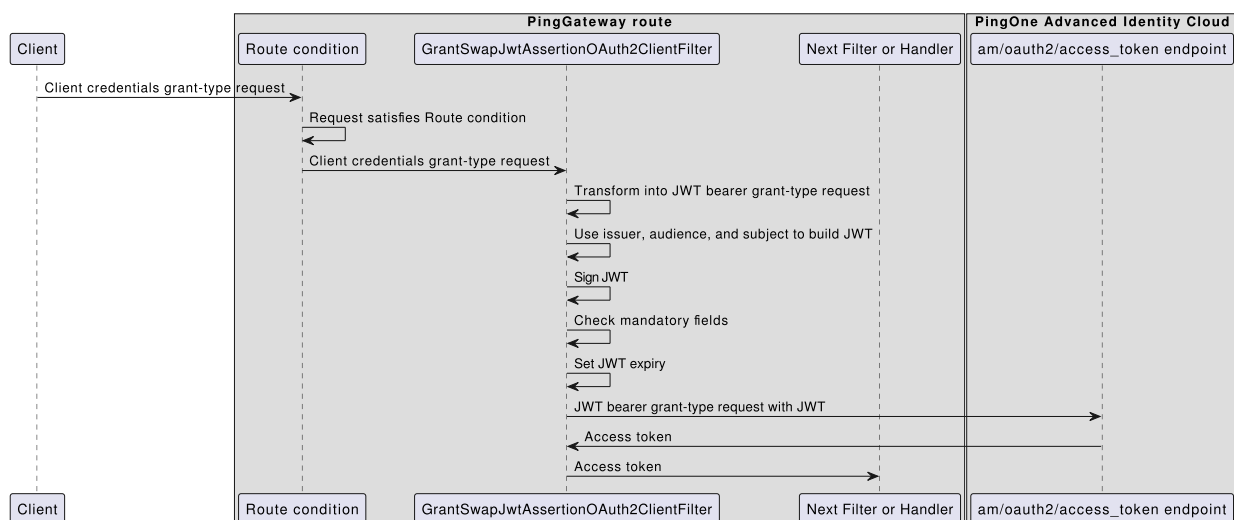 PingGateway route
PingOne Advanced Identity Cloud
Client
Route condition
GrantSwapJwtAssertionOAuth2ClientFilter
Next Filter or Handler
am/oauth2/access_token endpoint
Client credentials grant-type request
Request satisfies Route condition
Client credentials grant-type request
Transform into JWT bearer grant-type request
Use issuer, audience, and subject to build JWT
Sign JWT
Check mandatory fields
Set JWT expiry
JWT bearer grant-type request with JWT
Access token
Access token
Client
Route condition
GrantSwapJwtAssertionOAuth2ClientFilter
Next Filter or Handler
am/oauth2/access_token endpoint